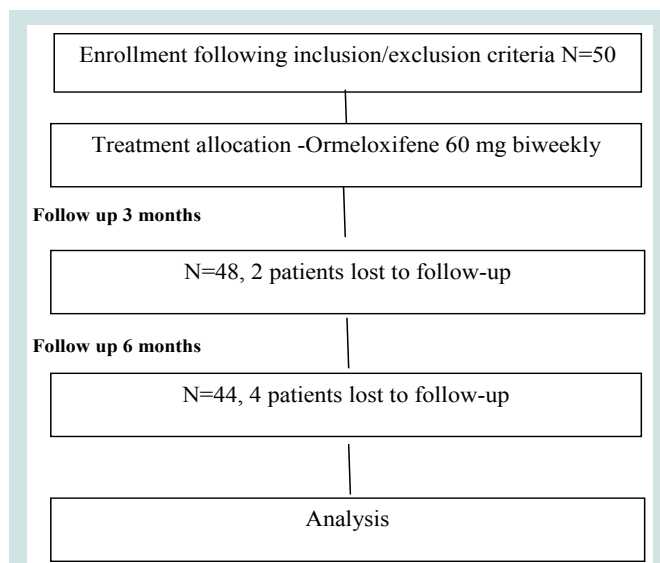 Enrollment following inclusion/exclusion criteria N=50
Treatment allocation -Ormeloxifene 60 mg biweekly
Follow up 3 months
N=48, 2 patients lost to follow-up
Follow up 6 months
N=44, 4 patients lost to follow-up
Analysis